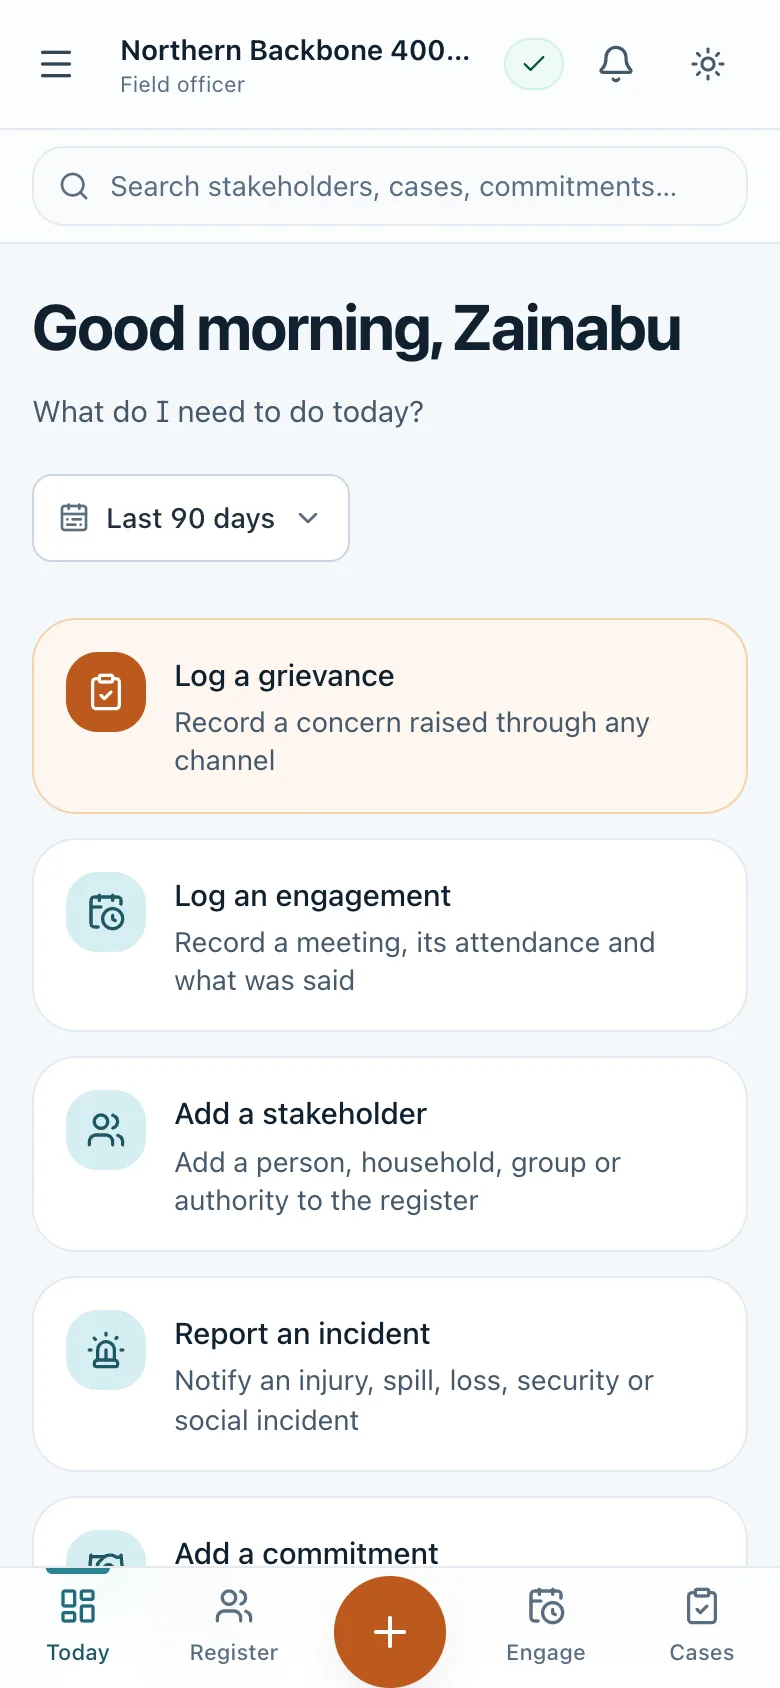 Northern Backbone 400...
Field officer
Search stakeholders, cases, commitments...
Good morning, Zainabu
What do I need to do today?
Last 90 days
Log a grievance
Record a concern raised through any
channel
Log an engagement
Record a meeting, its attendance and
what was said
Add a stakeholder
Add a person, household, group or
authority to the register
Report an incident
Notify an injury, spill, loss, security or
social incident
Add a commitment
Today
Register
Engage
Cases